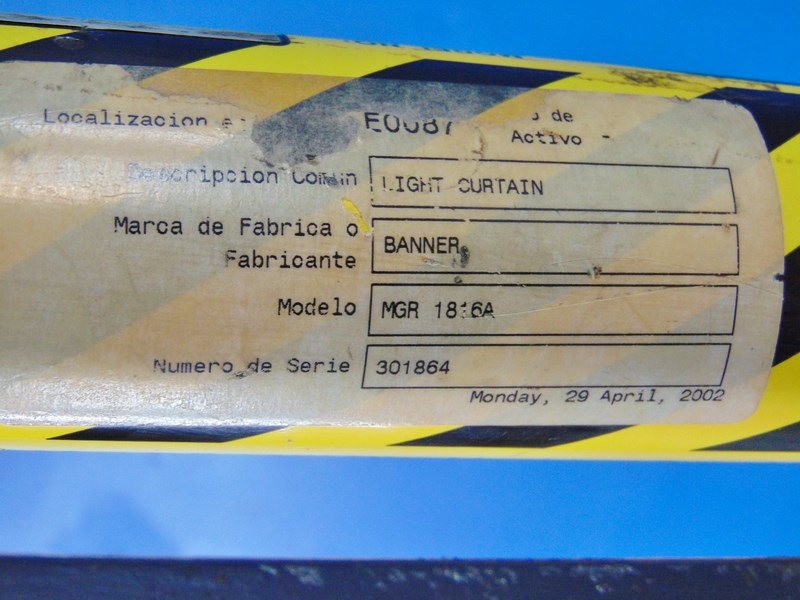 Localizacion
E0087
de
Activo
Descripcion Común
LIGHT CURTAIN
Marca de Fabrica o
Fabricante
BANNER
Modelo
MGR 1816A
Numero de Serie
301864
Monday, 29 April, 2002